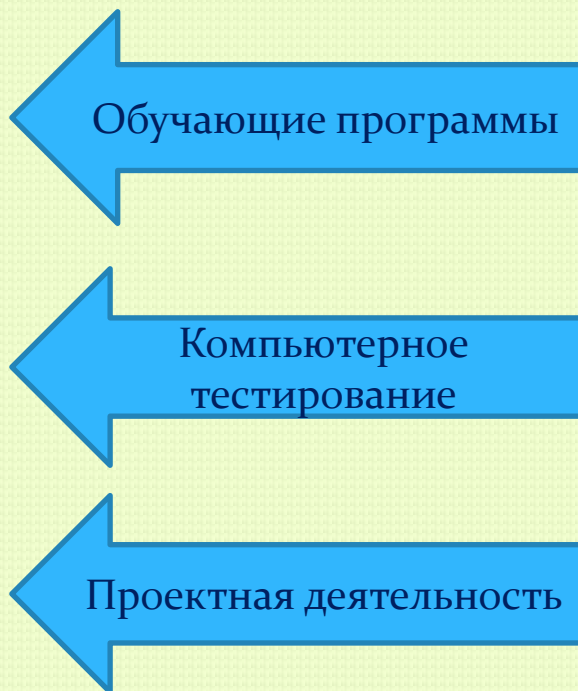 Обучающие программы
Компьютерное
тестирование
Проектная деятельность